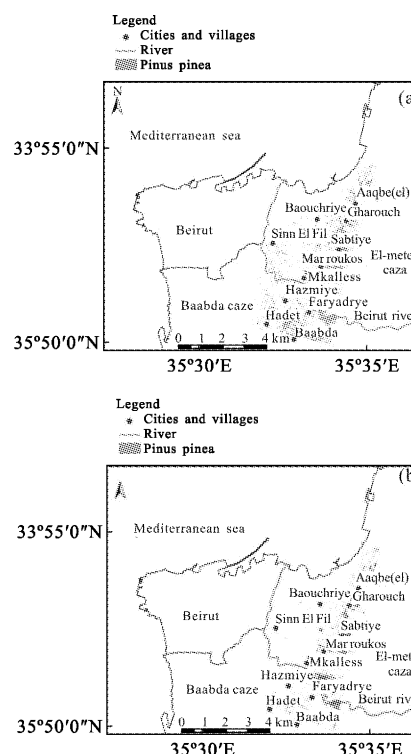 Legend
Cities and villages
River
Pinus pinea
N
(a
33°55′0″N
Mediterranean sea
Aaqbe(el)
Baouchriye
Gharouch
Beirut
Sinn El Fil
Sabtiye
Mar roukos
El-mete
caza
Mkalless
Hazmiye
Baabda caze
Faryadrye
Hadet
Beirut rive
Baabda
35°50′0″N
0 1 2 3 4 km
35°30′E
35°35′E
Legend
Cities and villages
River
Pinus pinea
(b
33°55′0″N
Mediterranean sea
Aaqbe(el)
Baouchriye
Gharouch
Beirut
Sinn El Fil
Sabtiye
Mar roukos
El-mete
caza
Mkalless
Hazmiye
Baabda caze
Faryadrye
Hadet
Beirut rive
Baabda
35°50′0″N
0 1 2 3 4 km
35°30′E
35°35′E